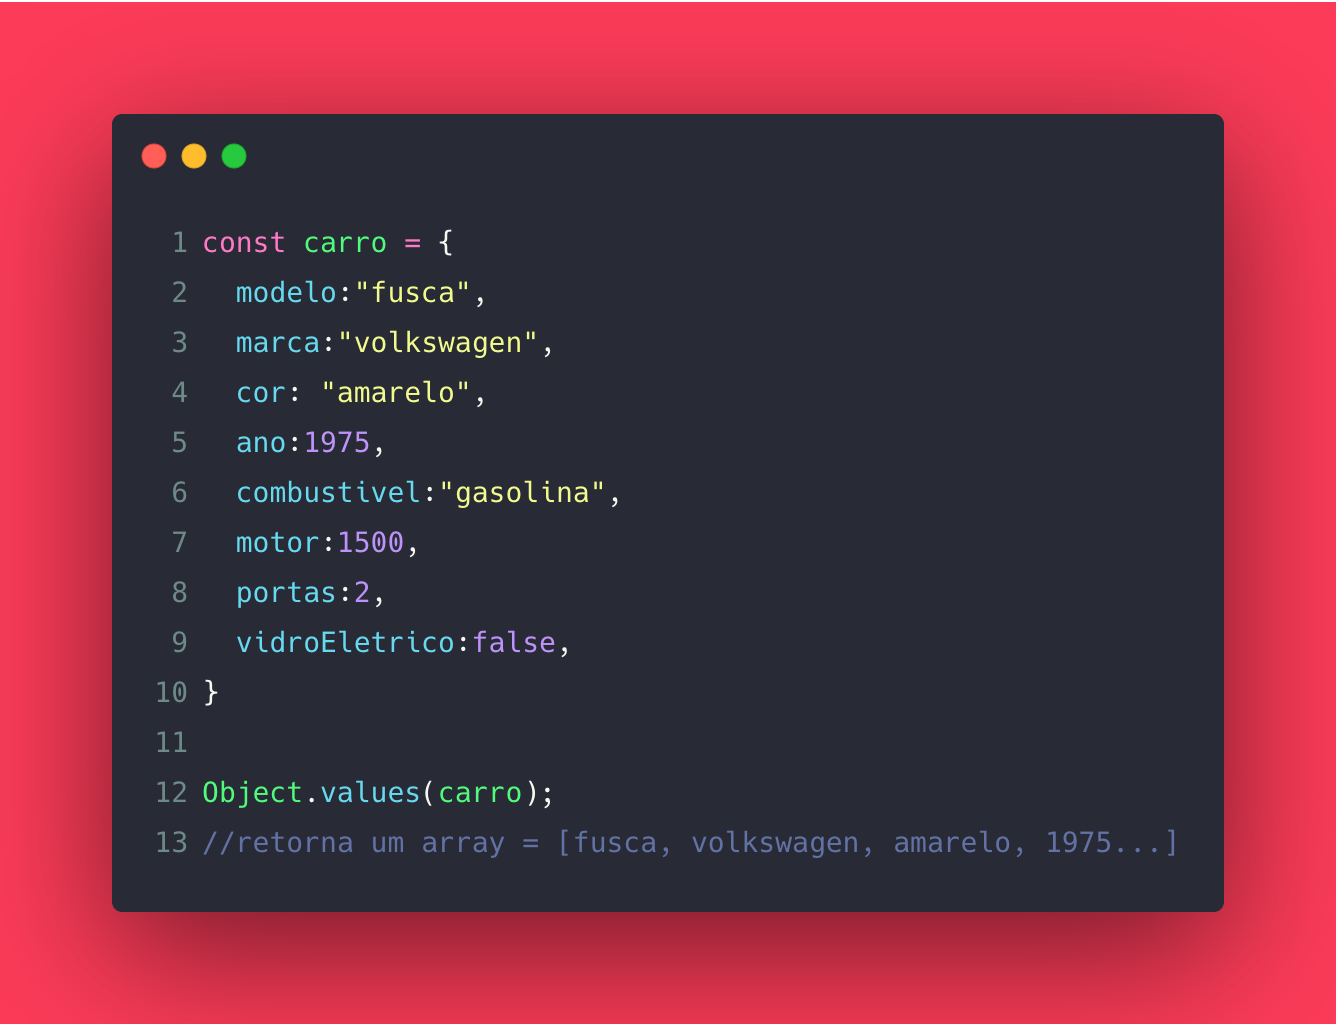 1 const carro = {
2   modelo:"fusca",
3   marca:"volkswagen",
4   cor: "amarelo",
5   ano:1975,
6   combustivel:"gasolina",
7   motor:1500,
8   portas:2,
9   vidroEletrico:false,
10 }
11
12 Object.values(carro);
13 //retorna um array = [fusca, volkswagen, amarelo, 1975...]